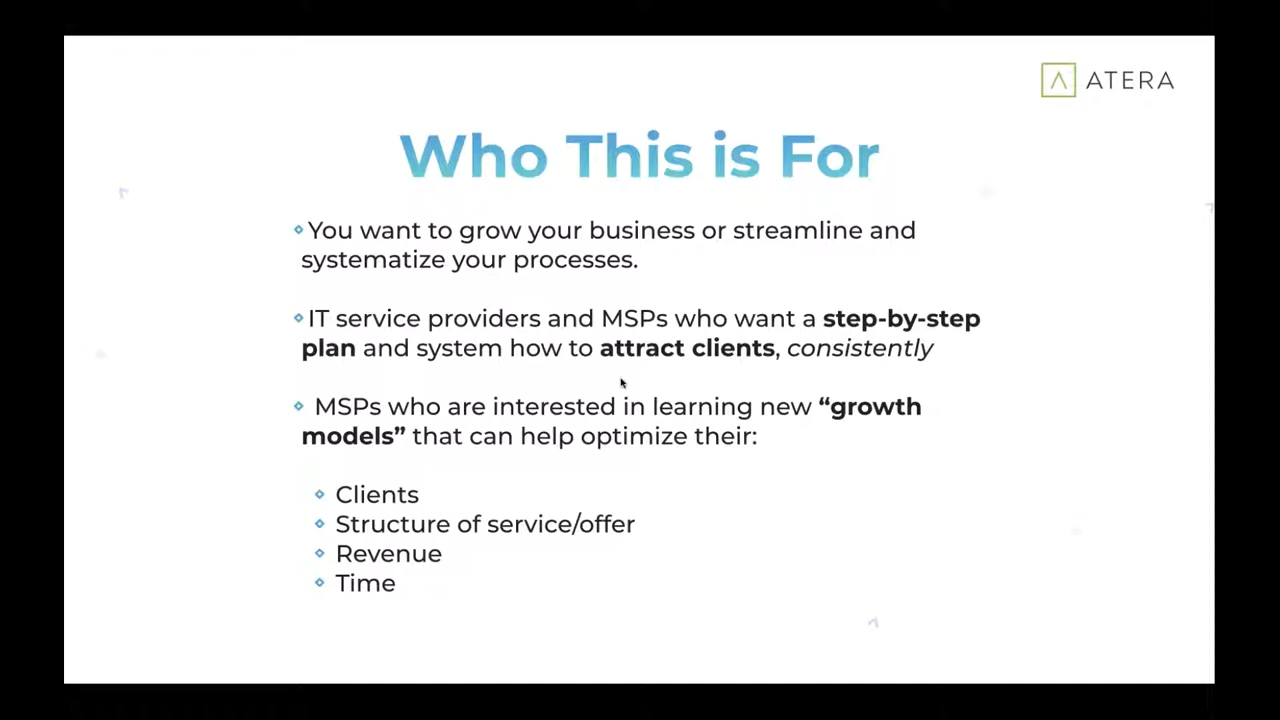 ATERA
Who This is For
You want to grow your business or streamline and
systematize your processes.
IT service providers and MSPs who want a step-by-step
plan and system how to attract clients, consistently
MSPs who are interested in learning new “growth
models” that can help optimize their:
Clients
Structure of service/offer
Revenue
Time